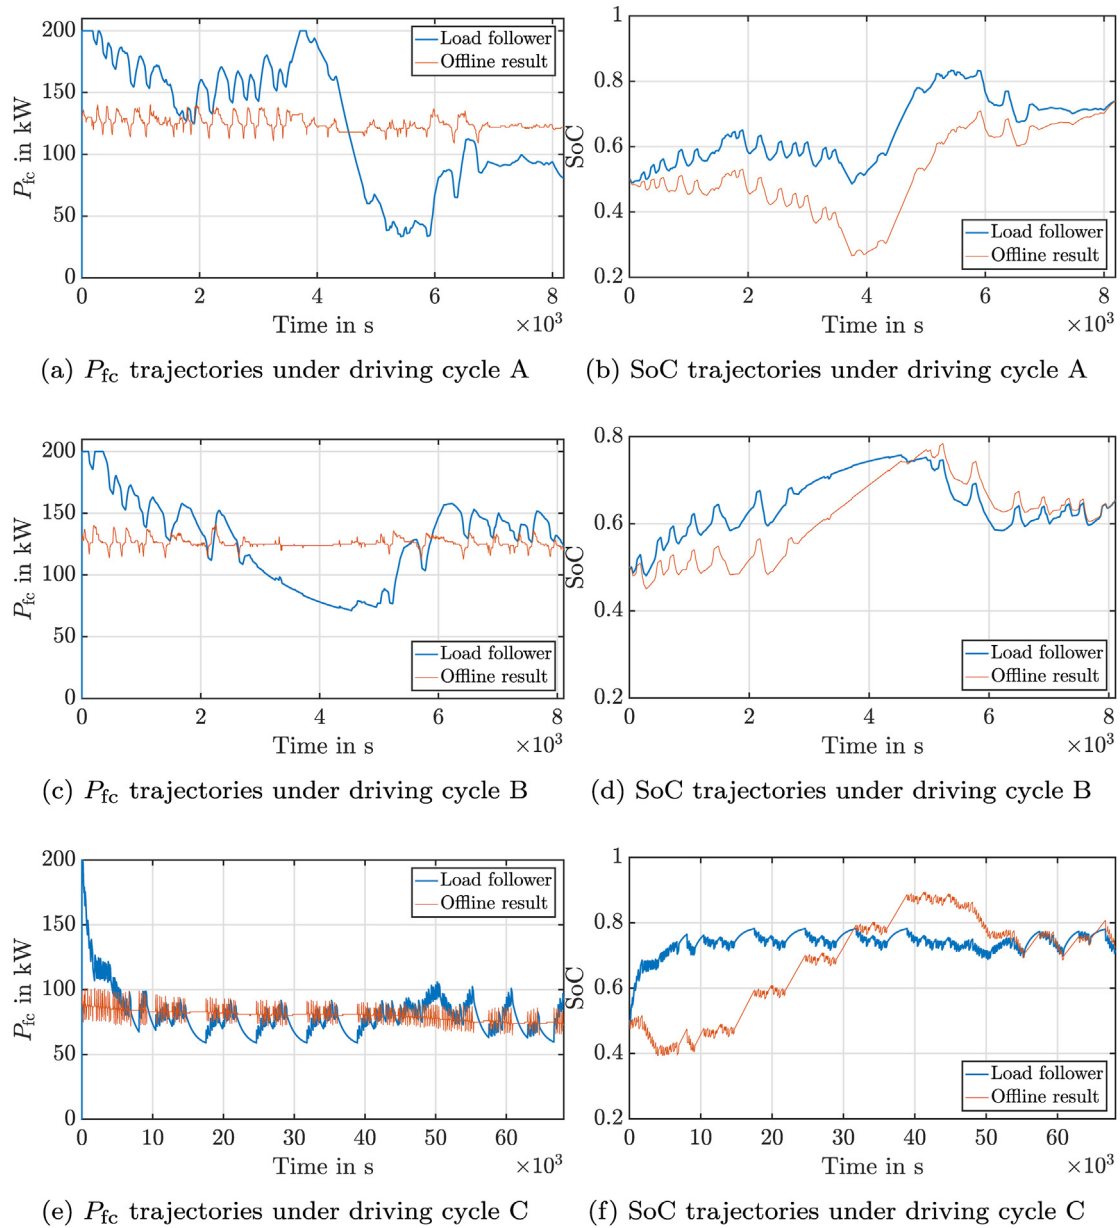 200
150
100
50
0
P_fc in kW
Load follower
Offline result
0 2 4 6 8
Time in s
×10³
(a) P_fc trajectories under driving cycle A
1
0.8
0.6
0.4
0.2
SoC
Load follower
Offline result
0 2 4 6 8
Time in s
×10³
(b) SoC trajectories under driving cycle A
200
150
100
50
0
P_fc in kW
Load follower
Offline result
0 2 4 6 8
Time in s
×10³
(c) P_fc trajectories under driving cycle B
0.8
0.6
0.4
0.2
SoC
Load follower
Offline result
0 2 4 6 8
Time in s
×10³
(d) SoC trajectories under driving cycle B
200
150
100
50
0
P_fc in kW
Load follower
Offline result
0 10 20 30 40 50 60
Time in s
×10³
(e) P_fc trajectories under driving cycle C
1
0.8
0.6
0.4
0.2
SoC
Load follower
Offline result
0 10 20 30 40 50 60
Time in s
×10³
(f) SoC trajectories under driving cycle C